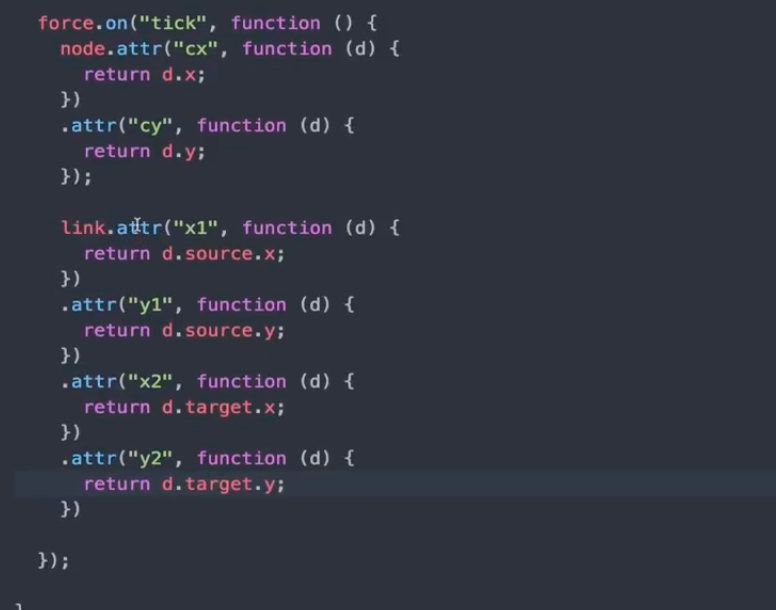 force.on("tick", function () {
node.attr("cx", function (d) {
return d.x;
})
.attr("cy", function (d) {
return d.y;
});
link.attr("x1", function (d) {
return d.source.x;
})
.attr("y1", function (d) {
return d.source.y;
})
.attr("x2", function (d) {
return d.target.x;
})
.attr("y2", function (d) {
return d.target.y;
})
});
}